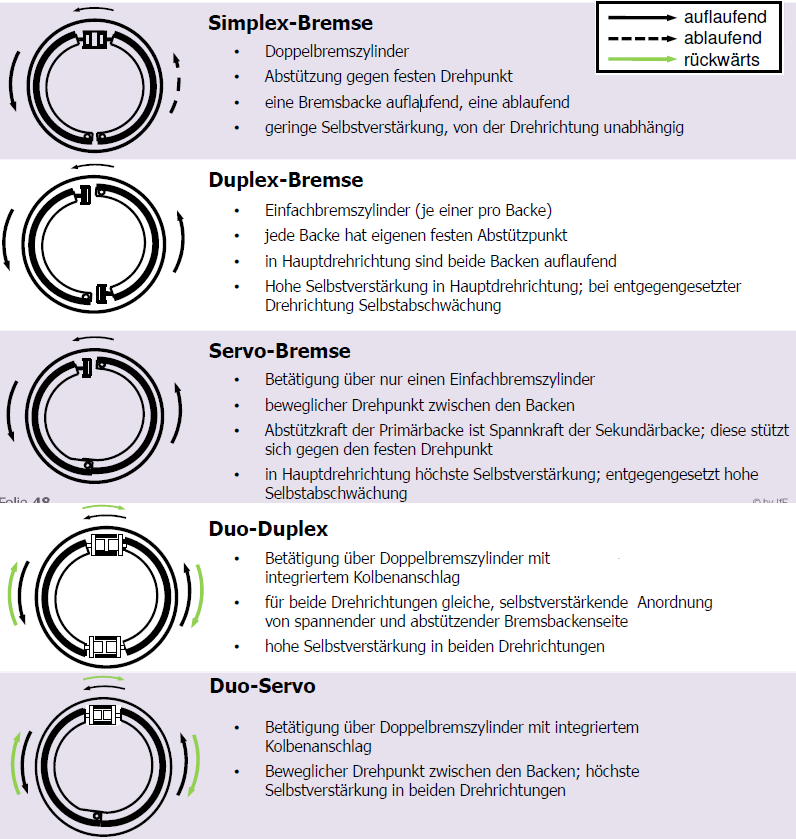 Simplex-Bremse
auflaufend
ablaufend
rückwärts
• Doppelbremszylinder
• Abstützung gegen festen Drehpunkt
• eine Bremsbacke auflaufend, eine ablaufend
• geringe Selbstverstärkung, von der Drehrichtung unabhängig
Duplex-Bremse
• Einfachbremszylinder (je einer pro Backe)
• jede Backe hat eigenen festen Abstützpunkt
• in Hauptdrehrichtung sind beide Backen auflaufend
• Hohe Selbstverstärkung in Hauptdrehrichtung; bei entgegengesetzter
Drehrichtung Selbstabschwächung
Servo-Bremse
• Betätigung über nur einen Einfachbremszylinder
• beweglicher Drehpunkt zwischen den Backen
• Abstützkraft der Primärbacke ist Spannkraft der Sekundärbacke; diese stützt
sich gegen den festen Drehpunkt
• in Hauptdrehrichtung höchste Selbstverstärkung; entgegengesetzt hohe
Selbstabschwächung
Folie 48
Duo-Duplex
• Betätigung über Doppelbremszylinder mit
integriertem Kolbenanschlag
• für beide Drehrichtungen gleiche, selbstverstärkende Anordnung
von spannender und abstützender Bremsbackenseite
• hohe Selbstverstärkung in beiden Drehrichtungen
Duo-Servo
• Betätigung über Doppelbremszylinder mit integriertem
Kolbenanschlag
• Beweglicher Drehpunkt zwischen den Backen; höchste
Selbstverstärkung in beiden Drehrichtungen